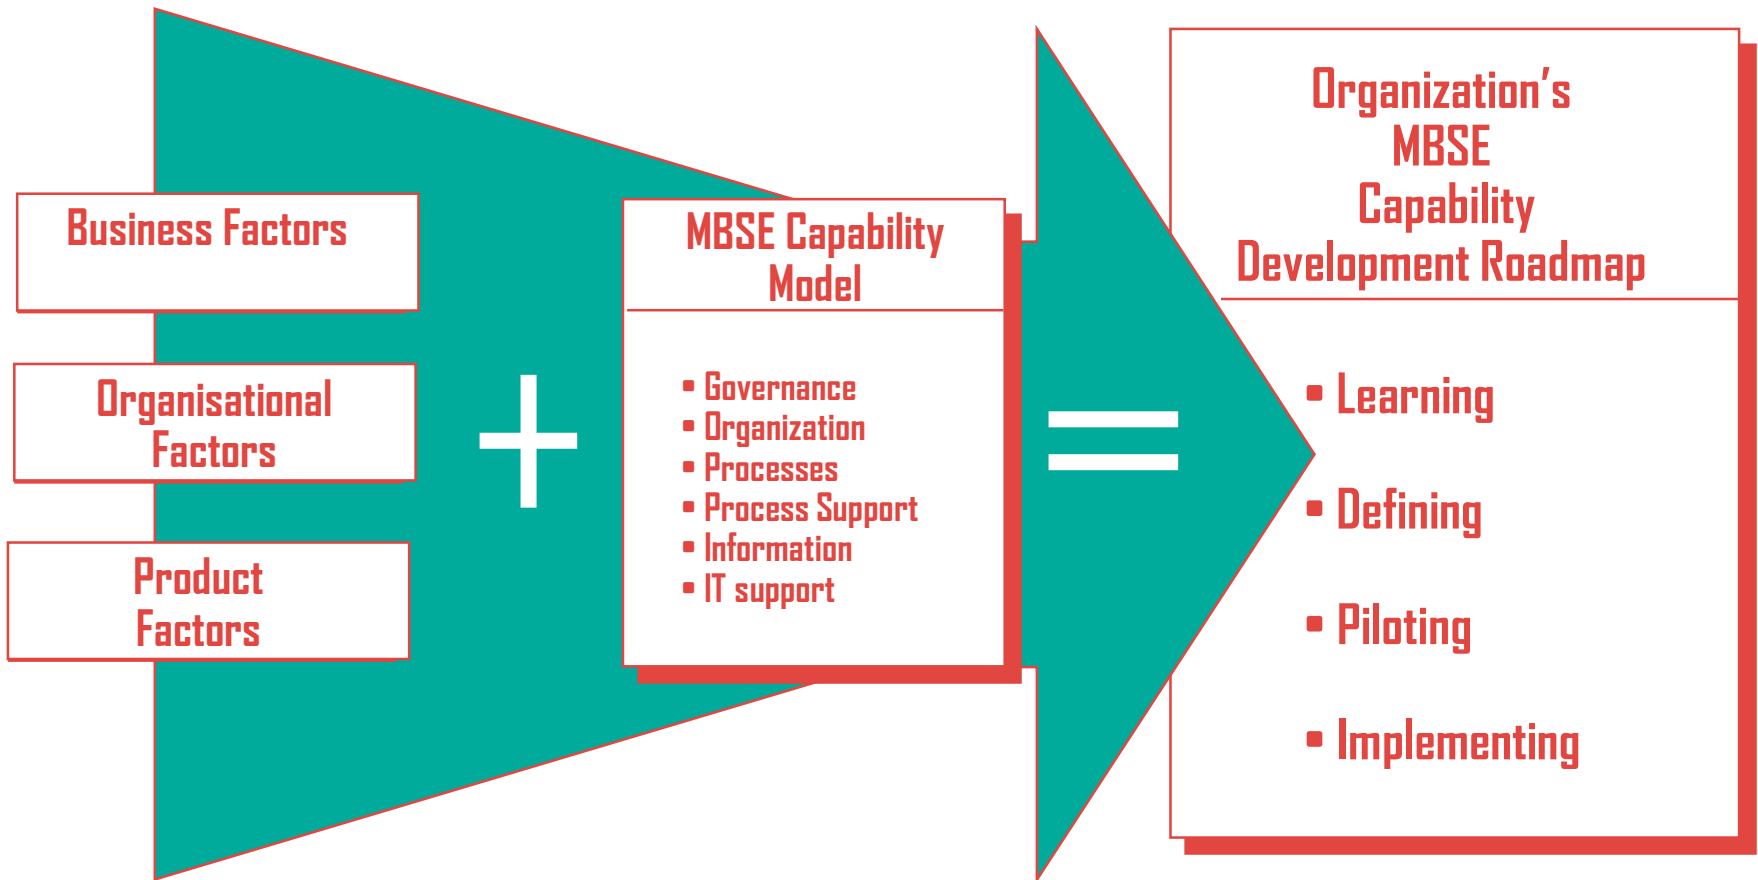 Business Factors
Organisational
Factors
Product
Factors
+
MBSE Capability
Model
▪ Governance
▪ Organization
▪ Processes
▪ Process Support
▪ Information
▪ IT support
=
Organization’s
MBSE
Capability
Development Roadmap
▪ Learning
▪ Defining
▪ Piloting
▪ Implementing